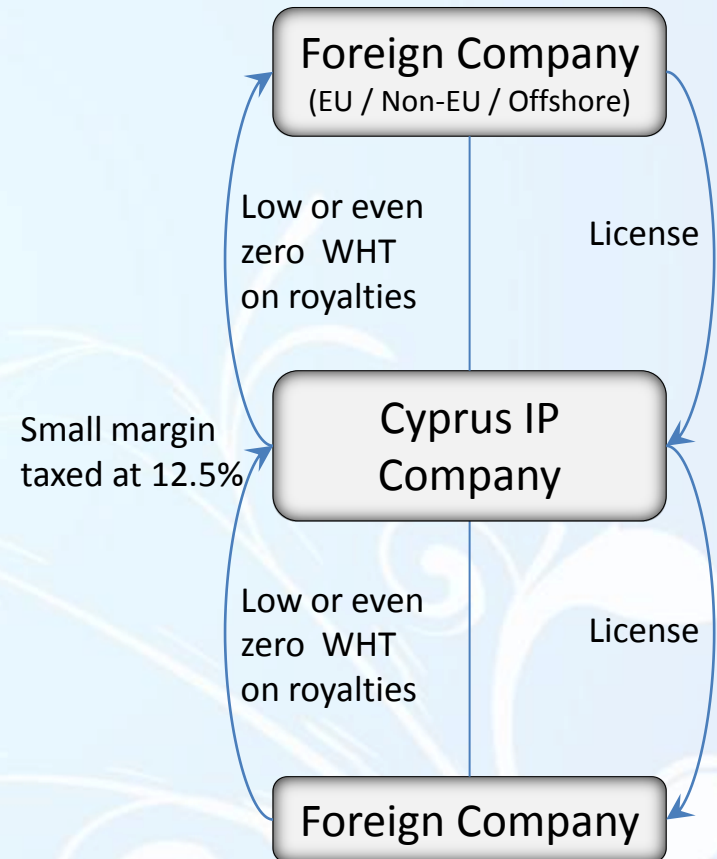 Foreign Company
(EU / Non-EU / Offshore)
Low or even
zero WHT
on royalties
License
Cyprus IP
Company
Small margin
taxed at 12.5%
Low or even
zero WHT
on royalties
License
Foreign Company